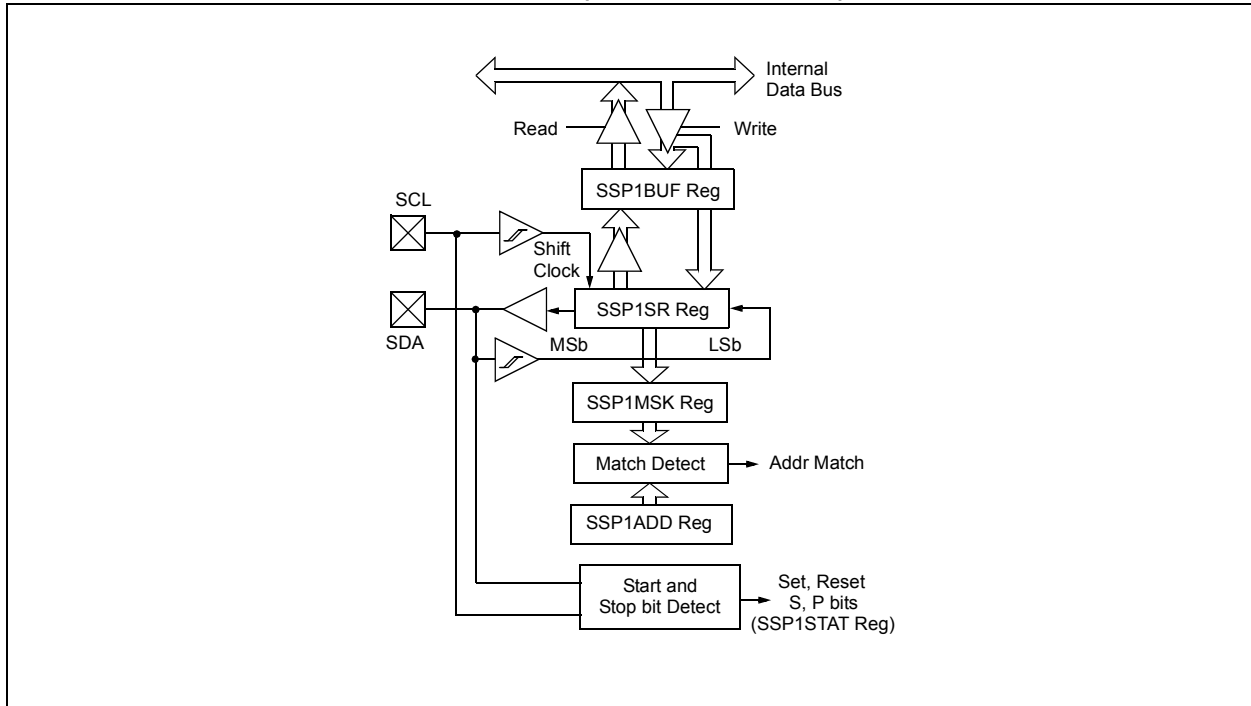 Internal
Data Bus
Read
Write
SSP1BUF Reg
SCL
Shift
Clock
SSP1SR Reg
SDA
MSb
LSb
SSP1MSK Reg
Match Detect
Addr Match
SSP1ADD Reg
Start and
Stop bit Detect
Set, Reset
S, P bits
(SSP1STAT Reg)